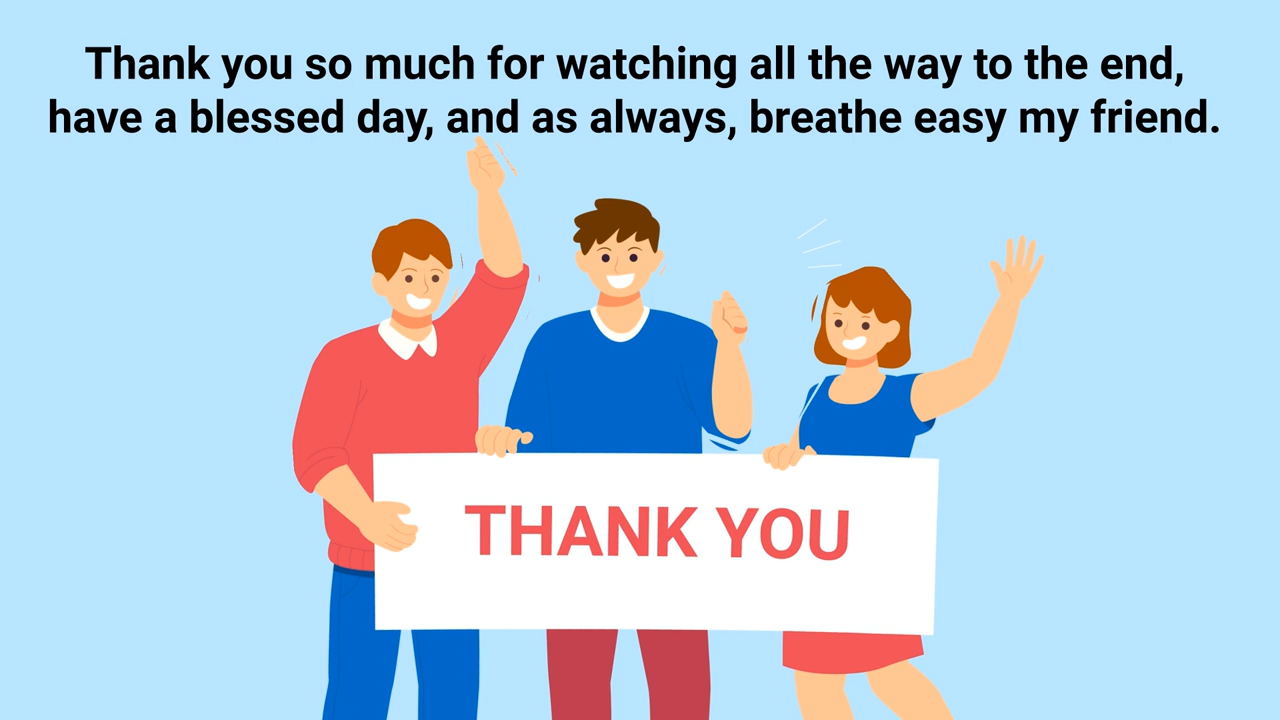 Thank you so much for watching all the way to the end,
have a blessed day, and as always, breathe easy my friend.
THANK YOU